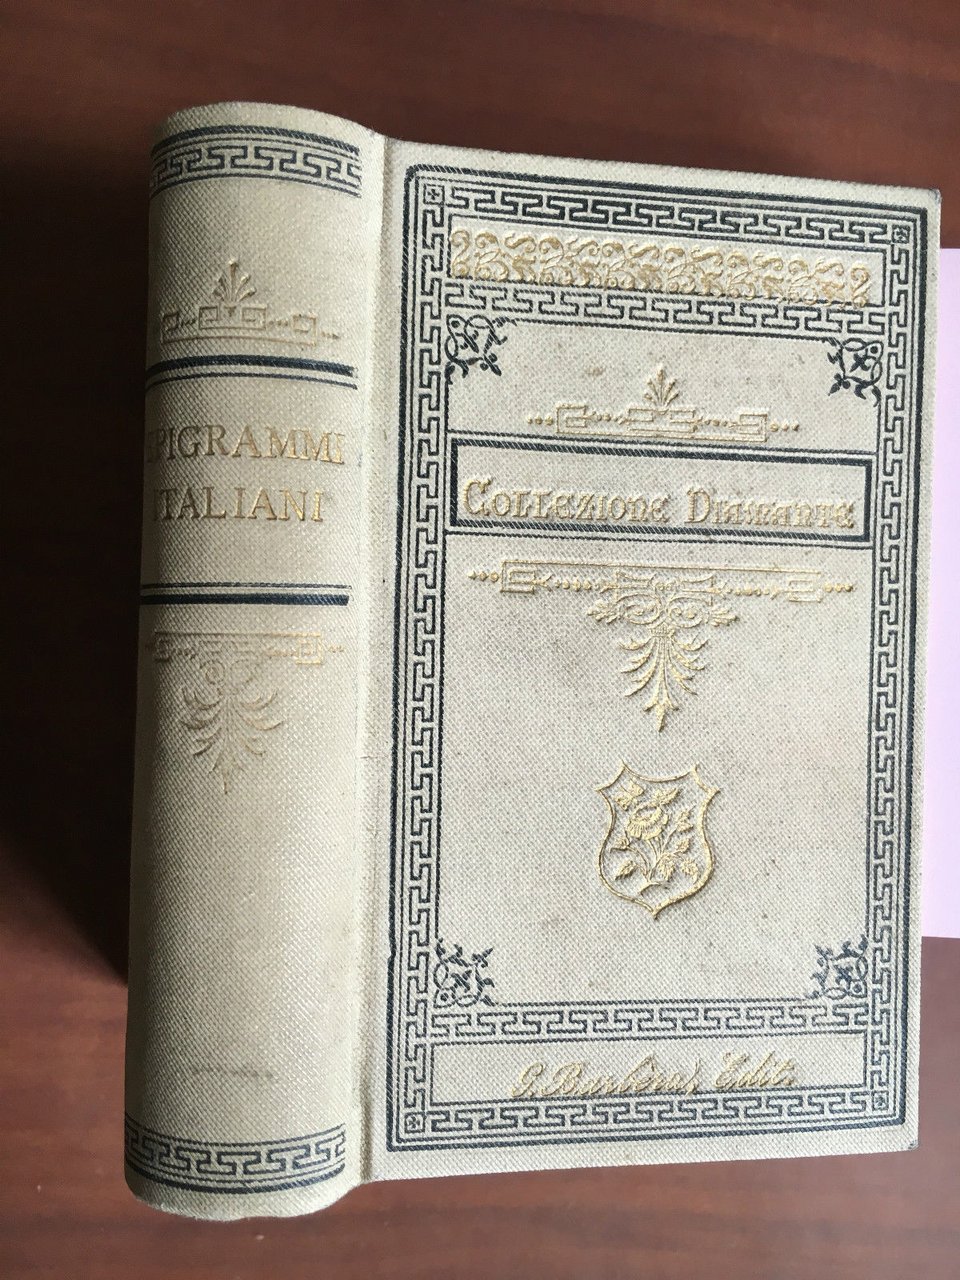 EPIGRAMMI
ITALIANI
COLLEZIONE DIAMANTE
G. Barbèra, Edit.